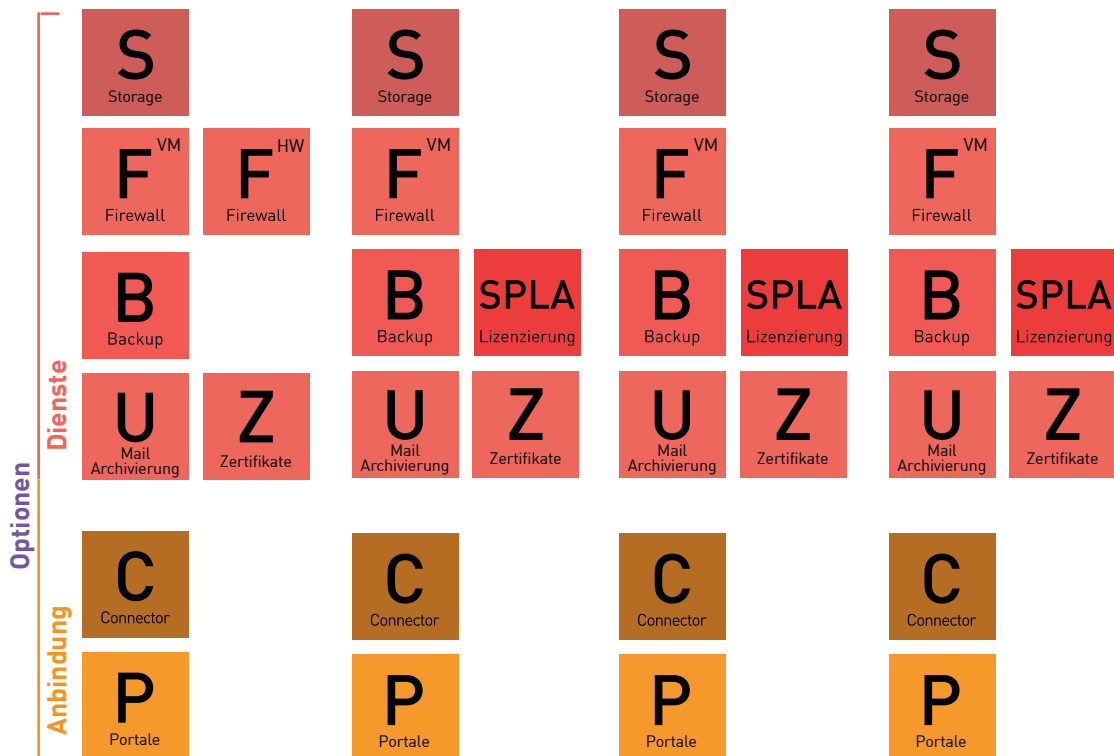 Optionen
Dienste
S
Storage
S
Storage
S
Storage
S
Storage
F VM
Firewall
F HW
Firewall
F VM
Firewall
F VM
Firewall
F VM
Firewall
B
Backup
B
Backup
SPLA
Lizenzierung
B
Backup
SPLA
Lizenzierung
B
Backup
SPLA
Lizenzierung
U
Mail
Archivierung
Z
Zertifikate
U
Mail
Archivierung
Z
Zertifikate
U
Mail
Archivierung
Z
Zertifikate
U
Mail
Archivierung
Z
Zertifikate
Anbindung
C
Connector
C
Connector
C
Connector
C
Connector
P
Portale
P
Portale
P
Portale
P
Portale